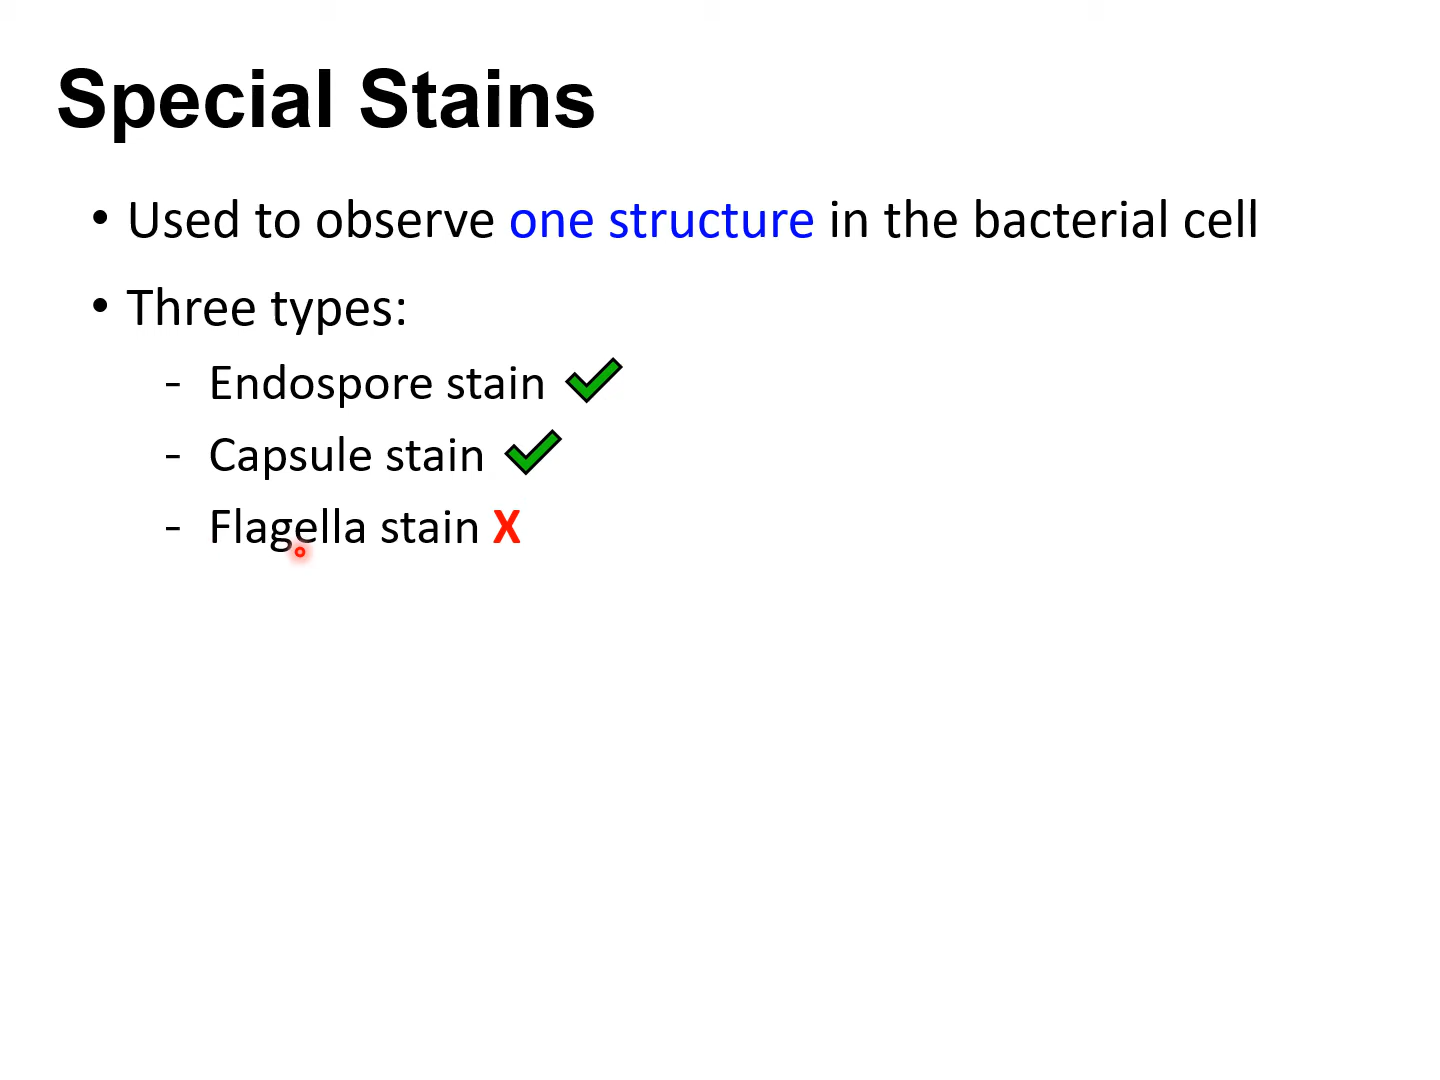 Special Stains
• Used to observe one structure in the bacterial cell
• Three types:
- Endospore stain
- Capsule stain
- Flagella stain X